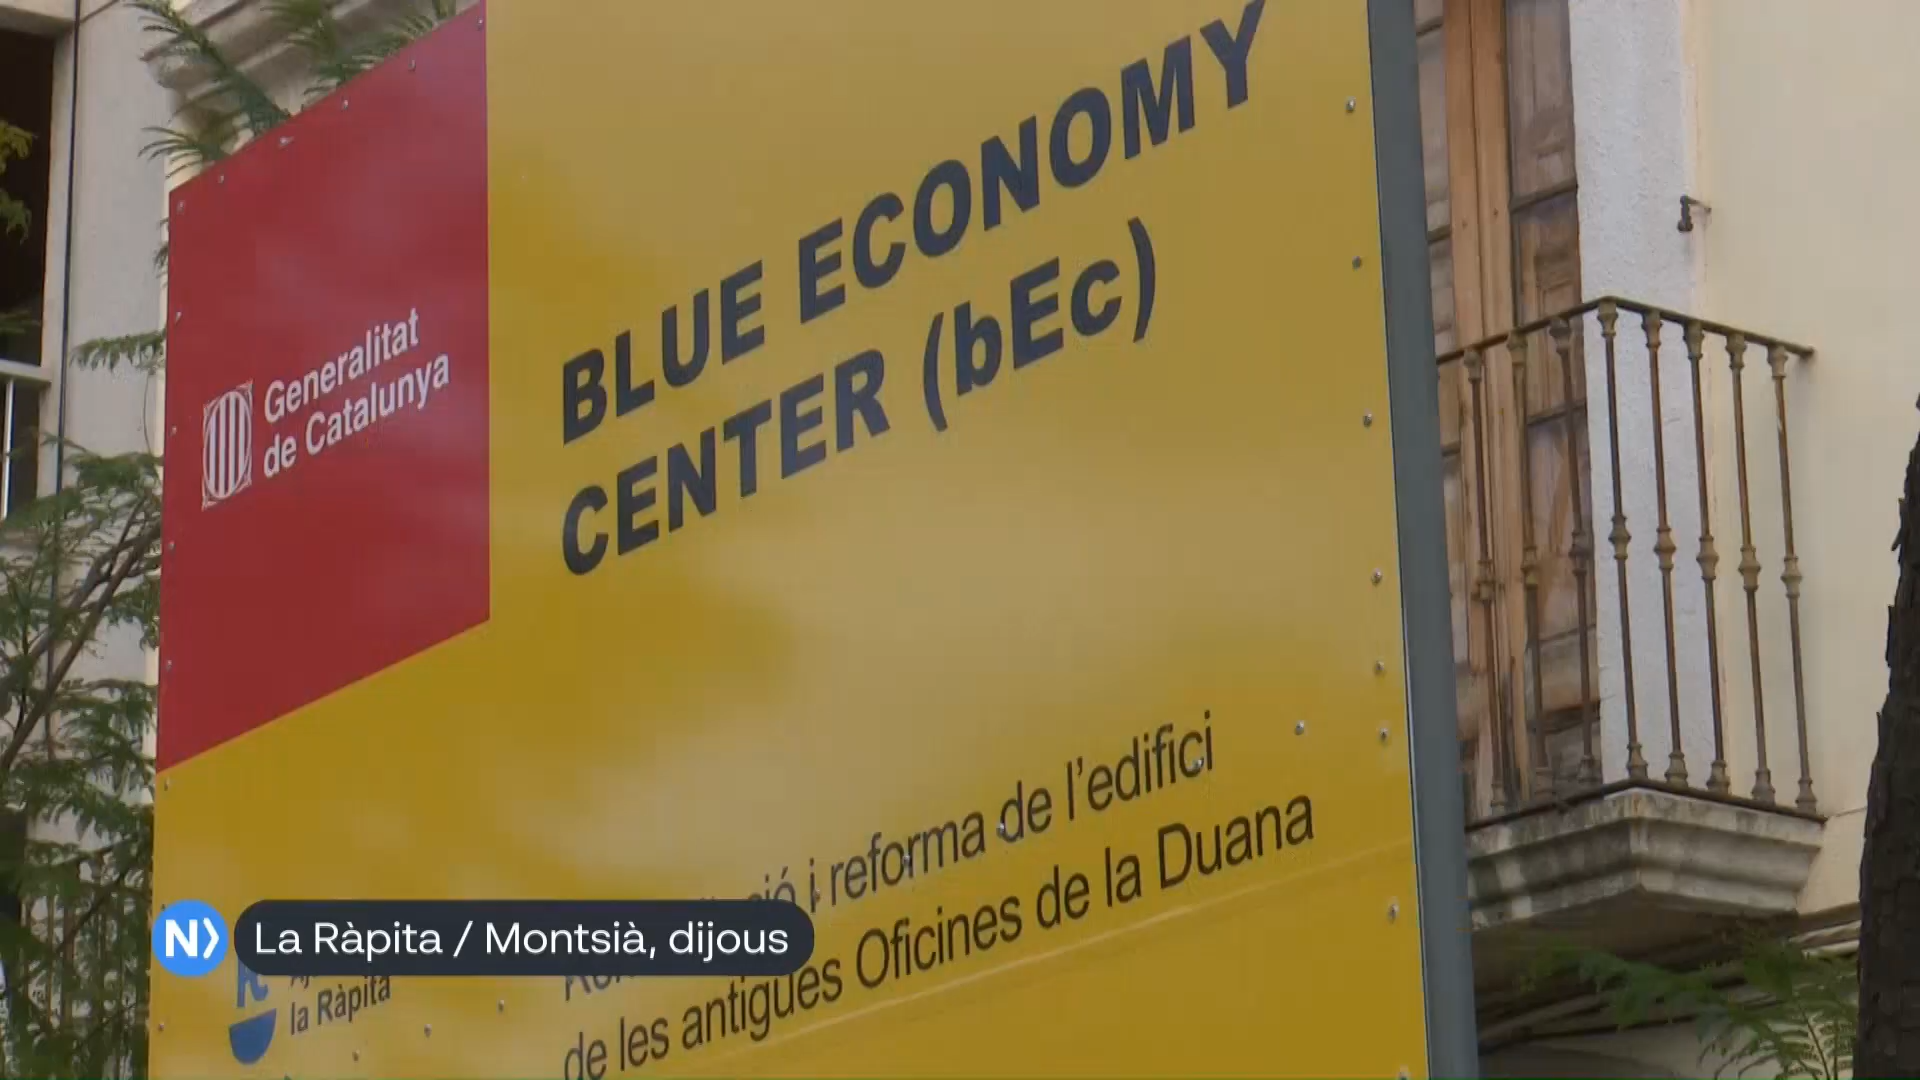 Generalitat
de Catalunya
BLUE ECONOMY
CENTER (bEc)
i reforma de l'edifici
de les antigues Oficines de la Duana
la Ràpita
N
La Ràpita / Montsià, dijous